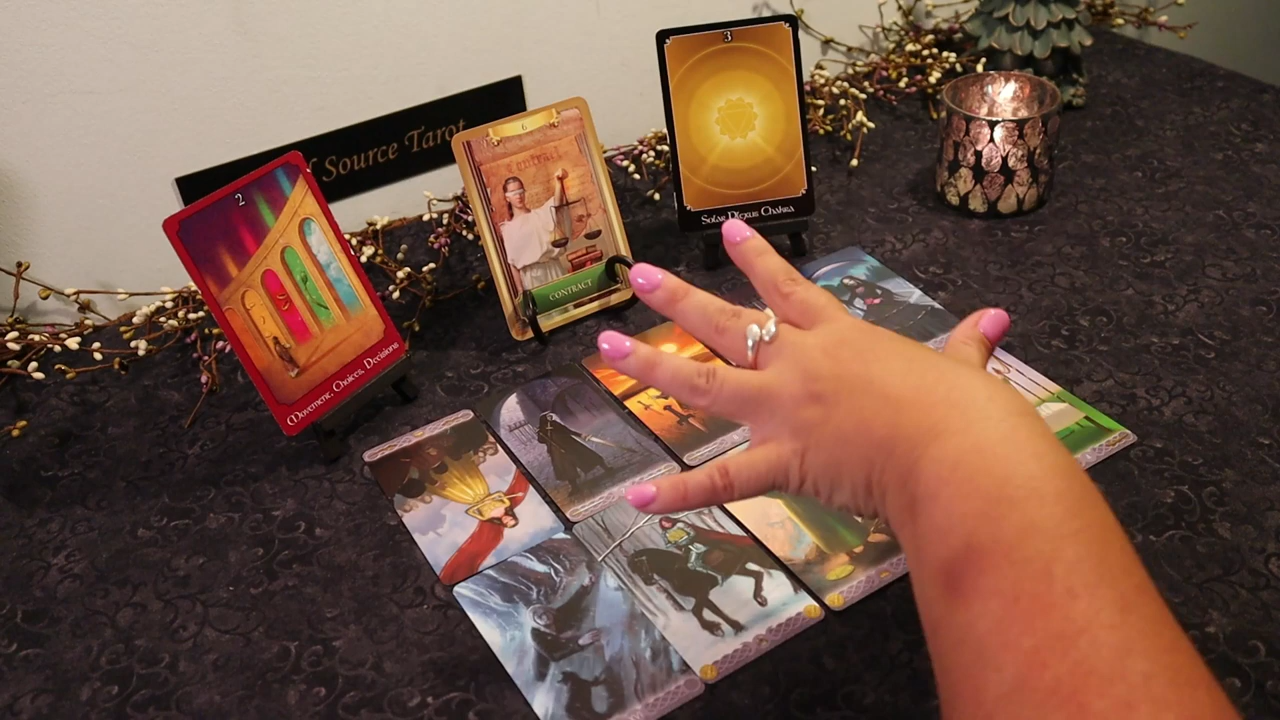 Source Tarot
2
Movement, Choices, Decisions
6
Contract
CONTRACT
3
Solar Plexus Chakra